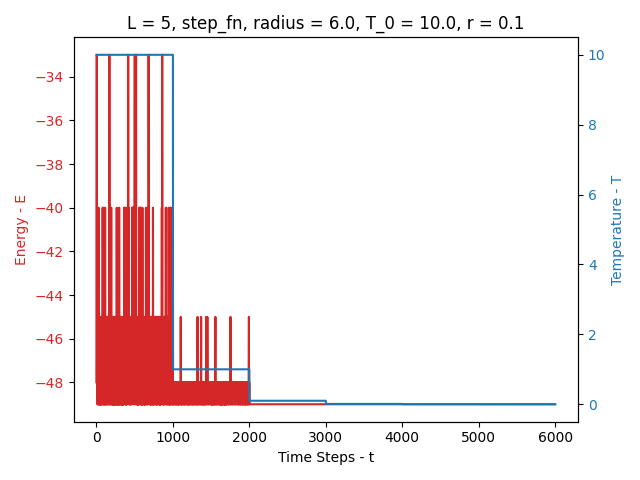 L = 5, step_fn, radius = 6.0, T_0 = 10.0, r = 0.1
Energy - E
−34
−36
−38
−40
−42
−44
−46
−48
10
8
6
4
2
0
Temperature - T
0 1000 2000 3000 4000 5000 6000
Time Steps - t